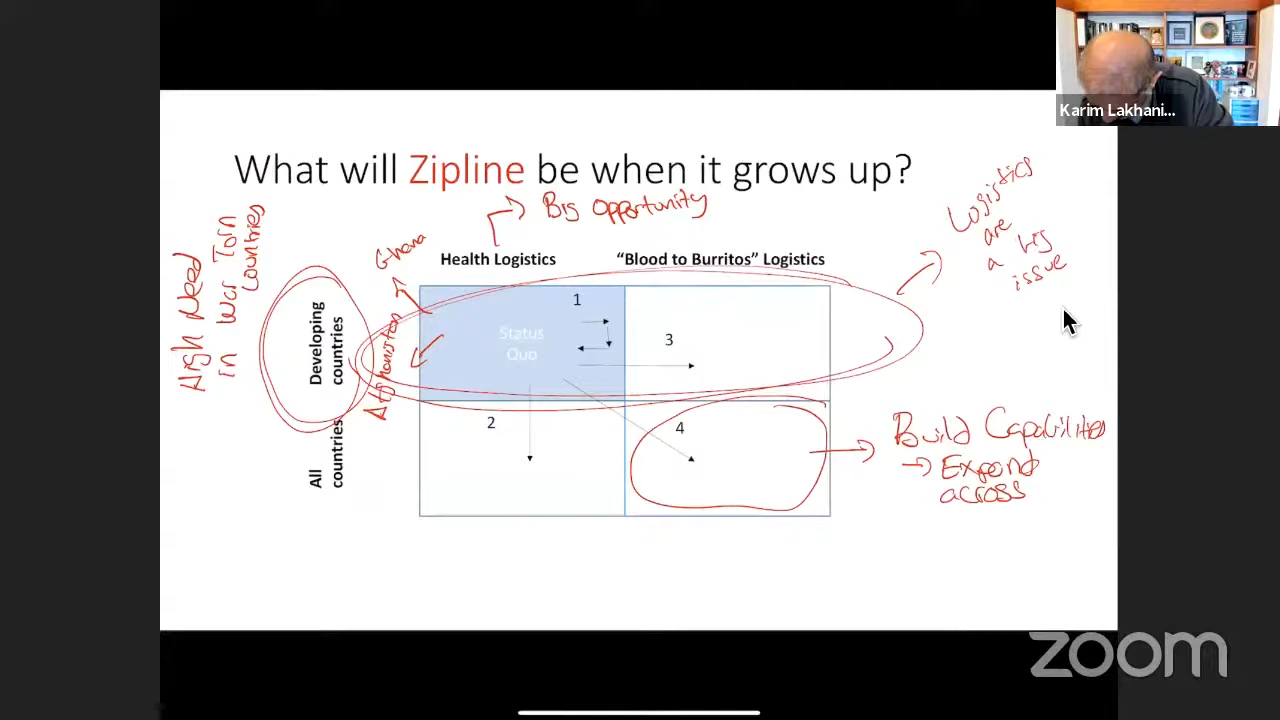 Karim Lakhani...
What will Zipline be when it grows up?
Big Opportunity
Logistics
are
a big
issue
High Need
in War Torn
Countries
Ghana
Health Logistics
“Blood to Burritos” Logistics
Developing
countries
Afghanistan
1
Status
Quo
3
All
countries
2
4
Build Capabilities
→ Expand
across
zoom